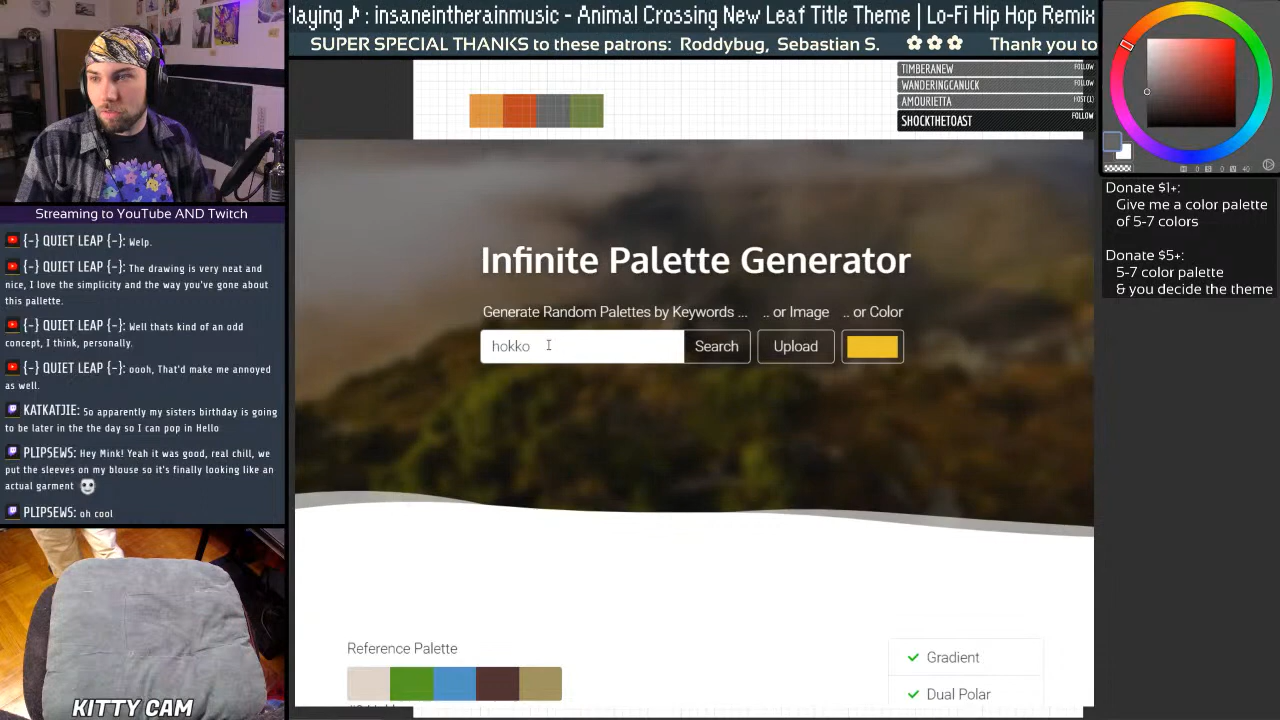 Playing ♪ : insaneintherainmusic - Animal Crossing New Leaf Title Theme | Lo-Fi Hip Hop Remix
SUPER SPECIAL THANKS to these patrons: Roddybug, Sebastian S. ✿ ✿ ✿ Thank you to
TIMBERANEW FOLLOW
WANDERINGCANUCK FOLLOW
AMOURIETTA HOST(1)
SHOCKTHETOAST FOLLOW
Donate $1+:
Give me a color palette
of 5-7 colors
Donate $5+:
5-7 color palette
& you decide the theme
Streaming to YouTube AND Twitch
{-} QUIET LEAP {-}: Welp.
{-} QUIET LEAP {-}: The drawing is very neat and
nice, I love the simplicity and the way you've gone about
this pallette.
{-} QUIET LEAP {-}: Well thats kind of an odd
concept, I think, personally.
{-} QUIET LEAP {-}: oooh, That'd make me annoyed
as well.
KATKATJIE: So apparently my sisters birthday is going
to be later in the the day so I can pop in Hello
PLIPSEWS: Hey Mink! Yeah it was good, real chill, we
put the sleeves on my blouse so it's finally looking like an
actual garment
PLIPSEWS: oh cool
KITTY CAM
Infinite Palette Generator
Generate Random Palettes by Keywords ... .. or Image .. or Color
hokko Search Upload
Reference Palette
Gradient
Dual Polar